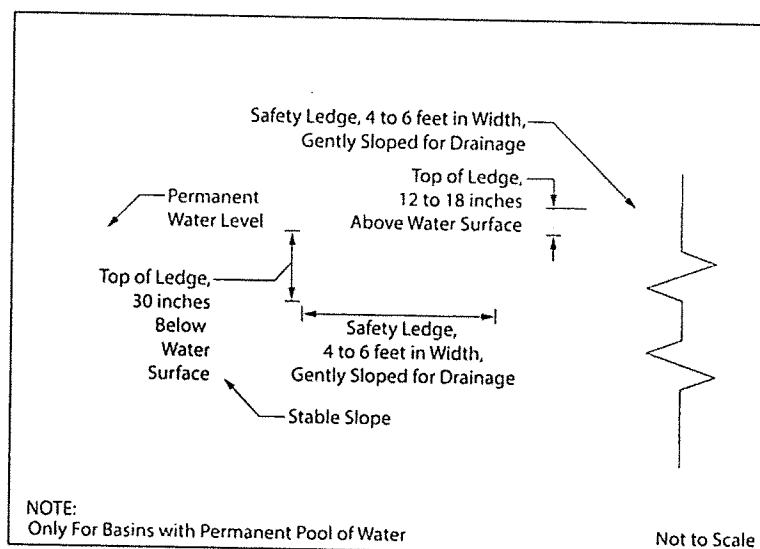 Safety Ledge, 4 to 6 feet in Width,
Gently Sloped for Drainage
Top of Ledge,
12 to 18 inches
Above Water Surface
Permanent
Water Level
Top of Ledge,
30 inches
Below
Water
Surface
Safety Ledge,
4 to 6 feet in Width,
Gently Sloped for Drainage
Stable Slope
NOTE:
Only For Basins with Permanent Pool of Water
Not to Scale